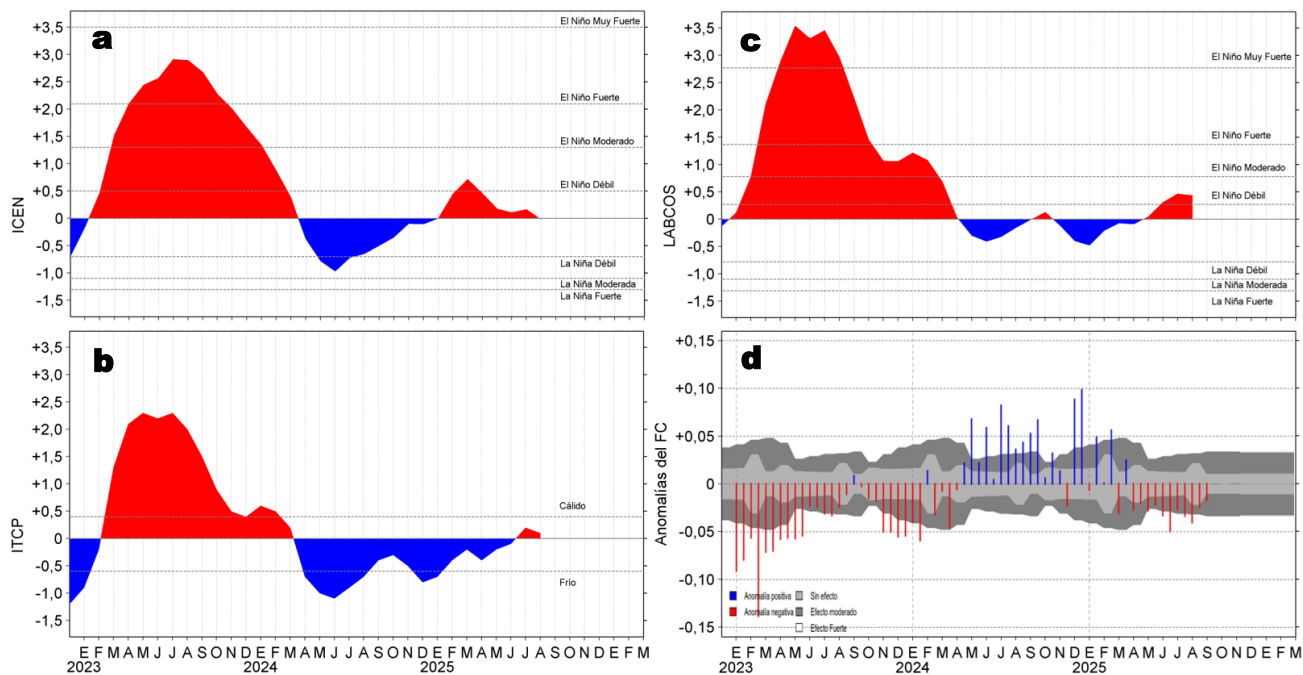 a
+3,5
+3,0
+2,5
+2,0
+1,5
+1,0
+0,5
0
-0,5
-1,0
-1,5
ICEN
El Niño Muy Fuerte
El Niño Fuerte
El Niño Moderado
El Niño Débil
La Niña Débil
La Niña Moderada
La Niña Fuerte
c
+3,5
+3,0
+2,5
+2,0
+1,5
+1,0
+0,5
0
-0,5
-1,0
-1,5
LABCOS
El Niño Muy Fuerte
El Niño Fuerte
El Niño Moderado
El Niño Débil
La Niña Débil
La Niña Moderada
La Niña Fuerte
b
+3,5
+3,0
+2,5
+2,0
+1,5
+1,0
+0,5
0
-0,5
-1,0
-1,5
ITCP
Cálido
Frío
E F M A M J J A S O N D E F M A M J J A S O N D E F M A M J J A S O N D E F M
2023 2024 2025
d
+0,15
+0,10
+0,05
0
-0,05
-0,10
-0,15
Anomalías del FC
Anomalía positiva Sin efecto
Anomalía negativa Efecto moderado
Efecto Fuerte
E F M A M J J A S O N D E F M A M J J A S O N D E F M A M J J A S O N D E F M
2023 2024 2025